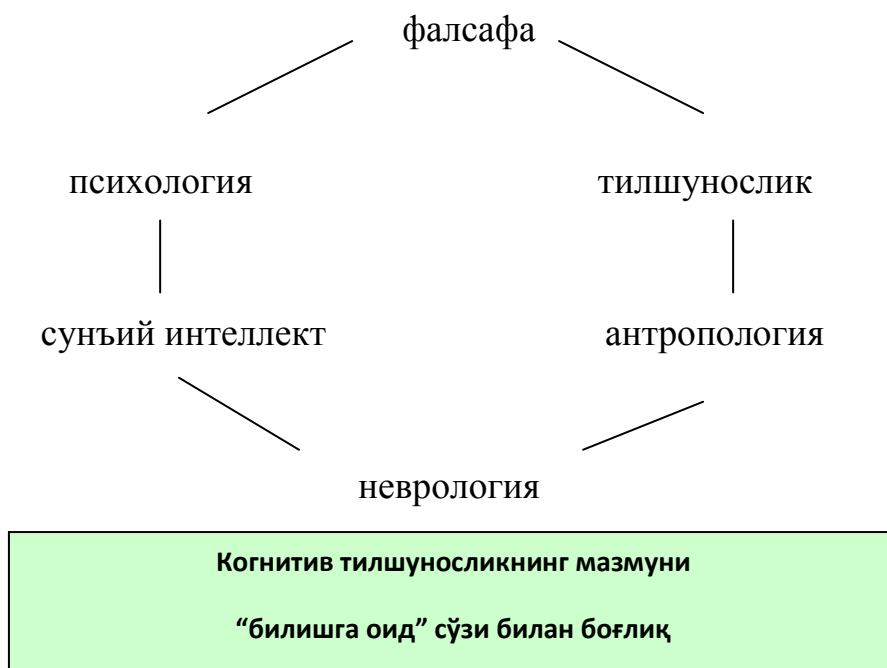 фалсафа
психология тилшунослик
сунъий интеллект антропология
неврология
Когнитив тилшуносликнинг мазмуни
“билишга оид” сўзи билан боғлиқ